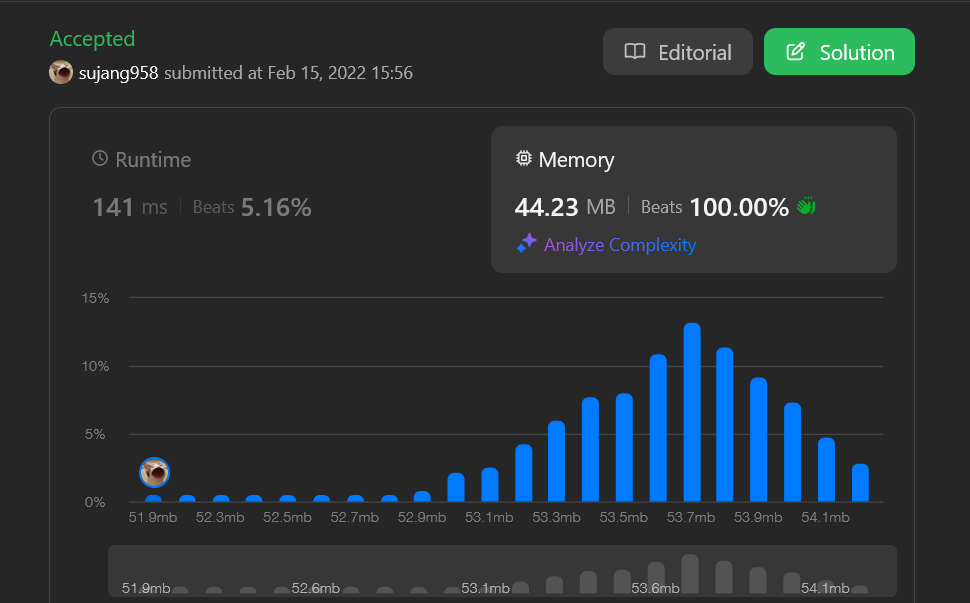 Accepted
sujang958 submitted at Feb 15, 2022 15:56
Editorial
Solution
Runtime
141 ms | Beats 5.16%
Memory
44.23 MB | Beats 100.00%
Analyze Complexity
15%
10%
5%
0%
51.9mb 52.3mb 52.5mb 52.7mb 52.9mb 53.1mb 53.3mb 53.5mb 53.7mb 53.9mb 54.1mb
51.9mb 52.6mb 53.1mb 53.6mb 54.1mb